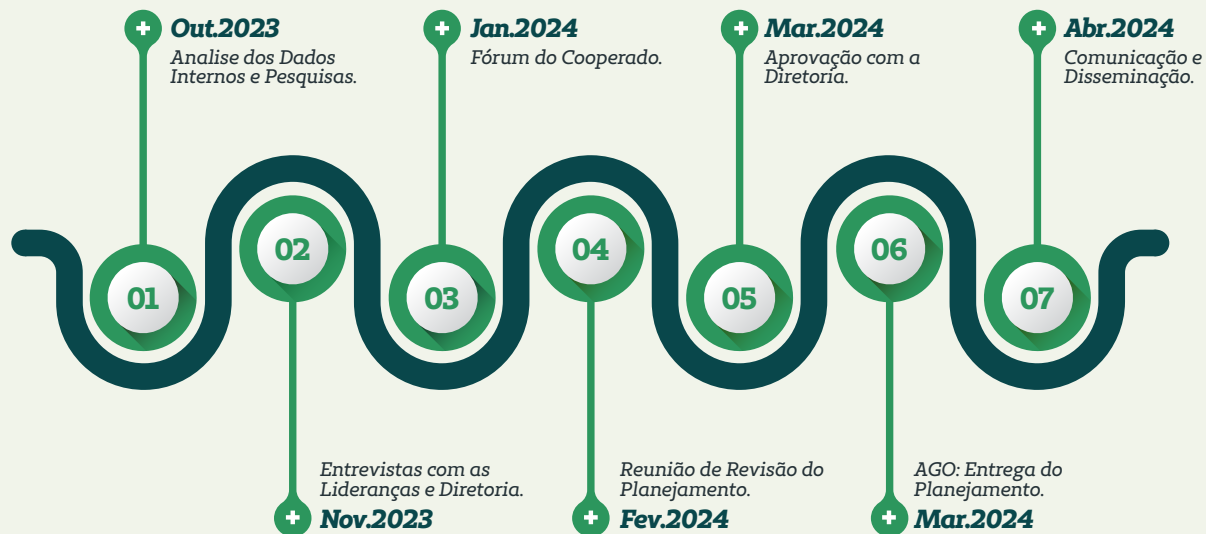 Out.2023
Analise dos Dados
Internos e Pesquisas.
Jan.2024
Fórum do Cooperado.
Mar.2024
Aprovação com a
Diretoria.
Abr.2024
Comunicação e
Disseminação.
01
02
03
04
05
06
07
Entrevistas com as
Lideranças e Diretoria.
Nov.2023
Reunião de Revisão do
Planejamento.
Fev.2024
AGO: Entrega do
Planejamento.
Mar.2024